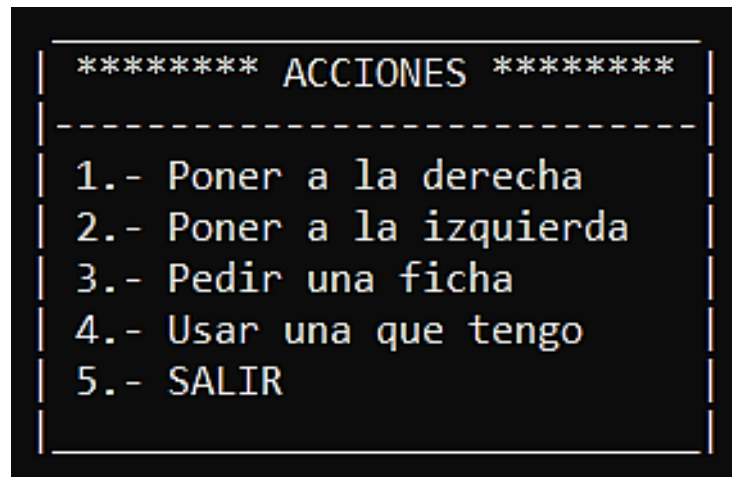 ******** ACCIONES ********
1.- Poner a la derecha
2.- Poner a la izquierda
3.- Pedir una ficha
4.- Usar una que tengo
5.- SALIR